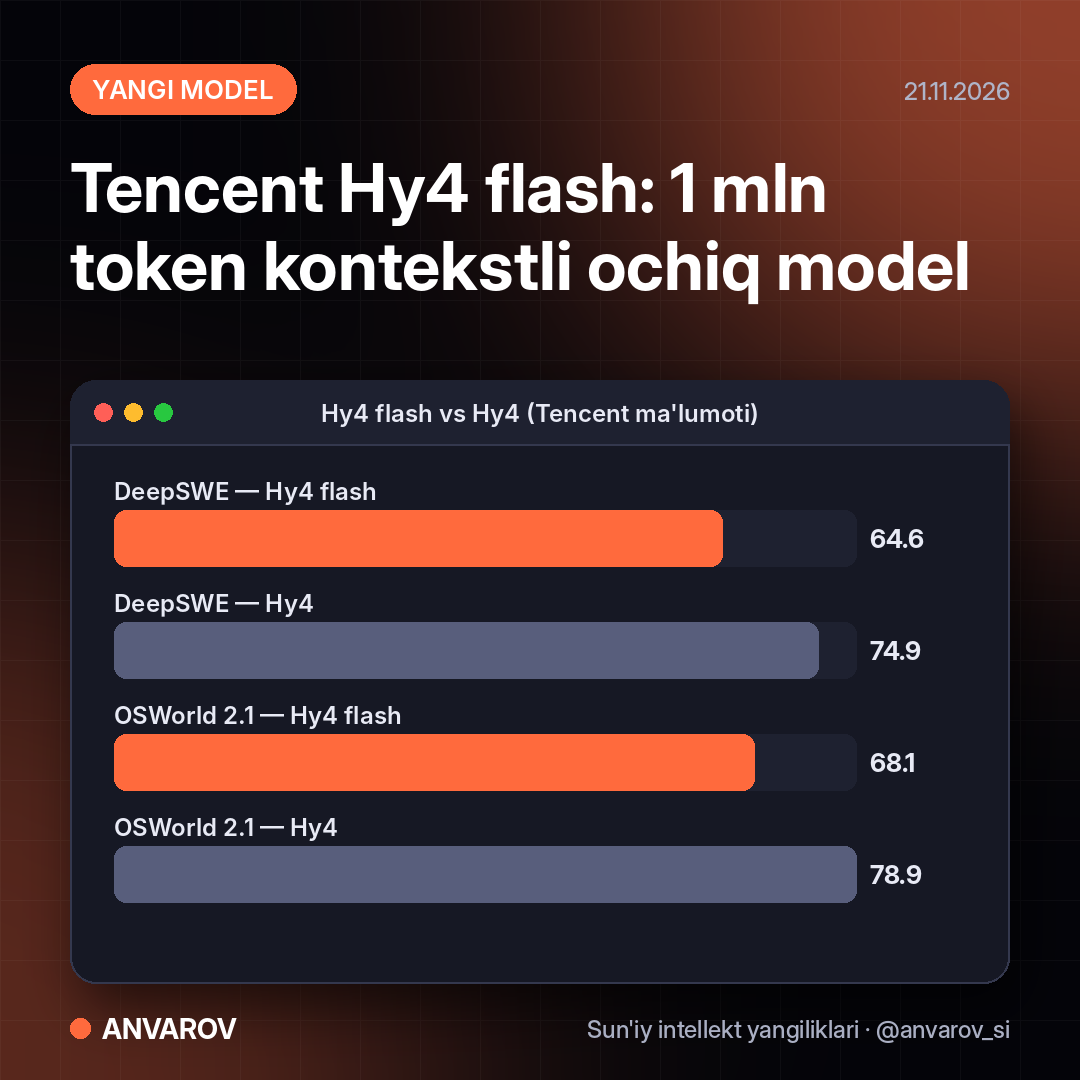 YANGI MODEL
21.11.2026
Tencent Hy4 flash: 1 mln
token kontekstli ochiq model
Hy4 flash vs Hy4 (Tencent ma'lumoti)
DeepSWE — Hy4 flash
64.6
DeepSWE — Hy4
74.9
OSWorld 2.1 — Hy4 flash
68.1
OSWorld 2.1 — Hy4
78.9
ANVAROV
Sun'iy intellekt yangiliklari · @anvarov_si